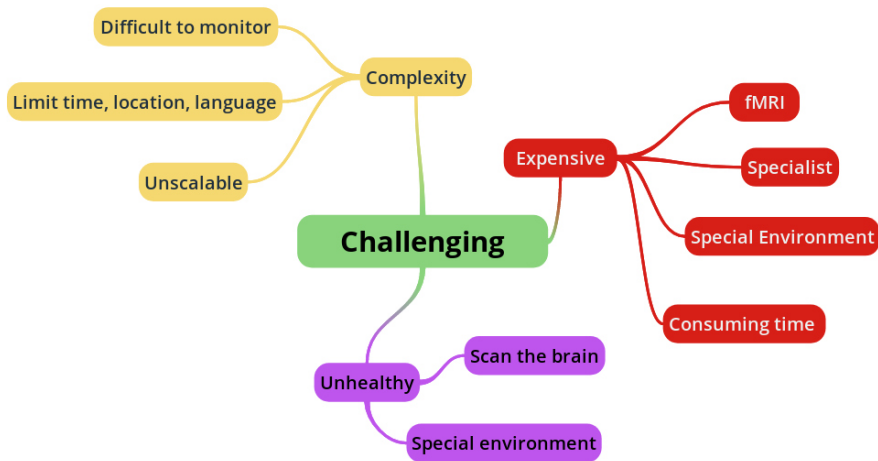 Difficult to monitor
Complexity
Limit time, location, language
Unscalable
Expensive
fMRI
Specialist
Special Environment
Consuming time
Challenging
Unhealthy
Scan the brain
Special environment